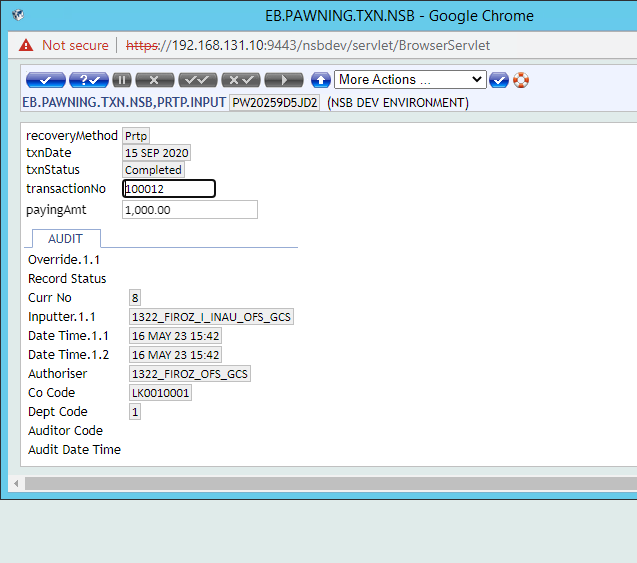 EB.PAWNING.TXN.NSB - Google Chrome
Not secure https://192.168.131.10:9443/nsbdev/servlet/BrowserServlet
More Actions ...
EB.PAWNING.TXN.NSB,PRTP.INPUT PW20259D5JD2 (NSB DEV ENVIRONMENT)
recoveryMethod Prtp
txnDate 15 SEP 2020
txnStatus Completed
transactionNo 100012
payingAmt 1,000.00
AUDIT
Override.1.1
Record Status
Curr No 8
Inputter.1.1 1322_FIROZ_I_INAU_OFS_GCS
Date Time.1.1 16 MAY 23 15:42
Date Time.1.2 16 MAY 23 15:42
Authoriser 1322_FIROZ_OFS_GCS
Co Code LK0010001
Dept Code 1
Auditor Code
Audit Date Time